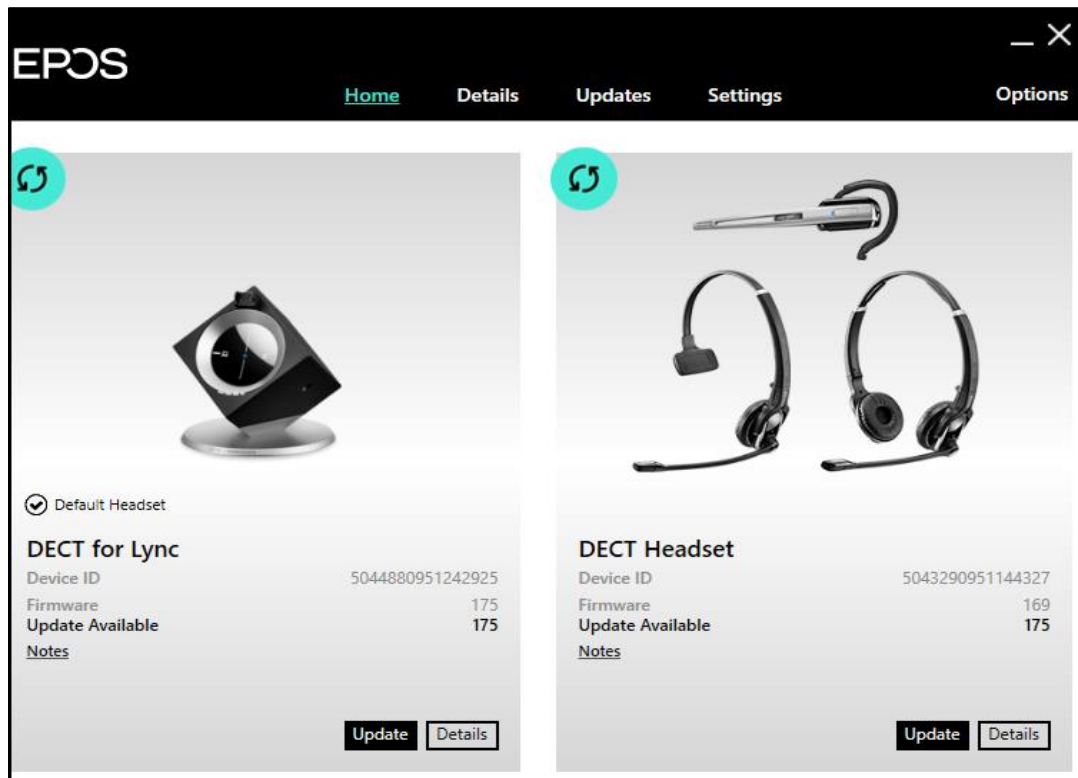 EPOS
Home Details Updates Settings Options
Default Headset
DECT for Lync
Device ID 5044880951242925
Firmware 175
Update Available 175
Notes
Update Details
DECT Headset
Device ID 5043290951144327
Firmware 169
Update Available 175
Notes
Update Details